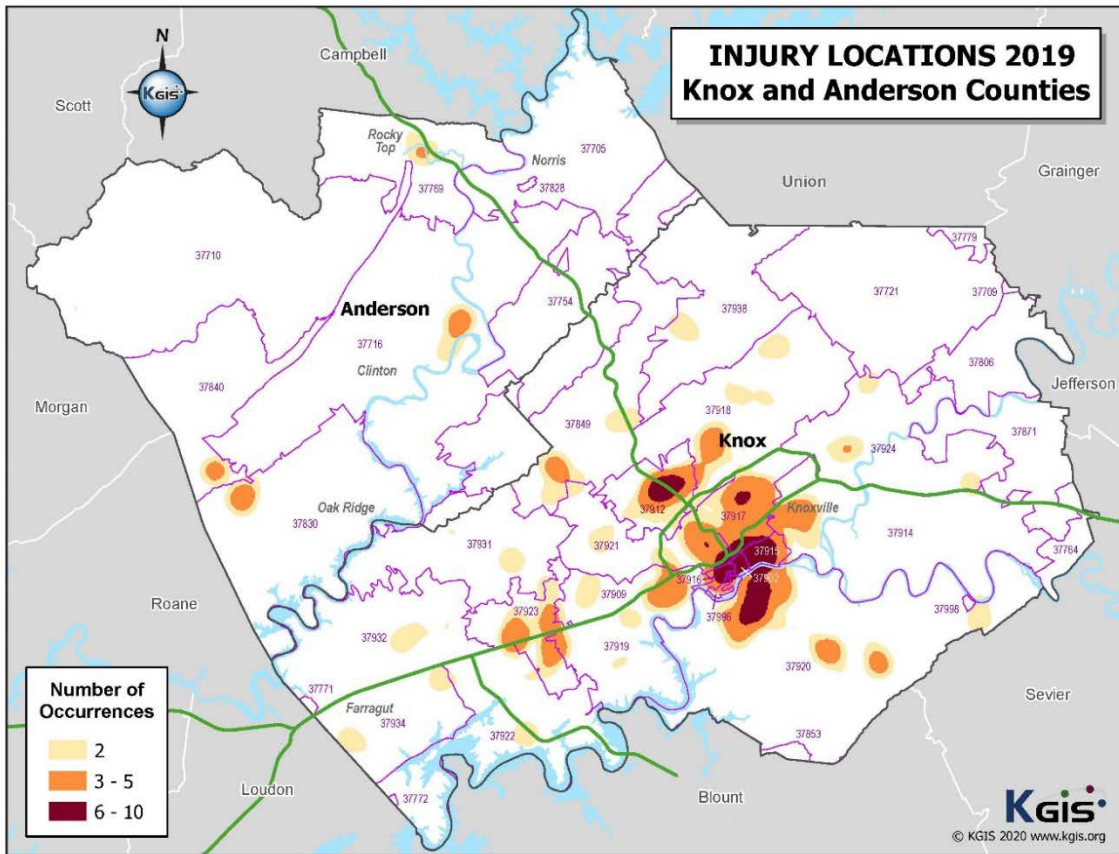 INJURY LOCATIONS 2019
Knox and Anderson Counties
N
KGIS
Campbell
Scott
Rocky
Top
Norris
37705
Union
Grainger
37769
37828
37779
37710
37754
37721
37709
37938
Anderson
37716
Clinton
37806
Jefferson
37840
Morgan
37849
37918
Knox
37871
37924
Oak Ridge
37830
37912
37917
Knoxville
37931
37921
37915
37914
37764
37916
37902
37909
Roane
37923
37996
37998
37932
37919
37920
37771
Farragut
37934
37922
Sevier
37853
Loudon
37772
Blount
Number of
Occurrences
2
3 - 5
6 - 10
KGIS
© KGIS 2020 www.kgis.org